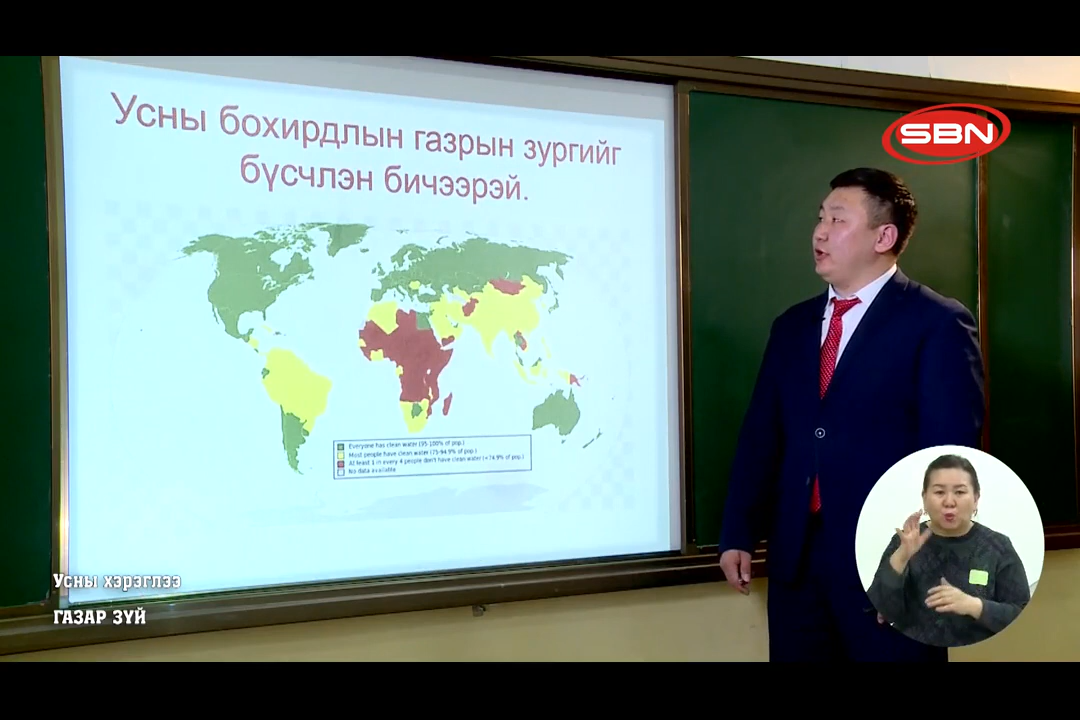 Усны бохирдлын газрын зургийг
бүсчлэн бичээрэй.
SBN
Everyone has clean water (95-100% of pop.)
Most people have clean water (75-94.9% of pop.)
At least 1 in every 4 people don't have clean water (<74.9% of pop.)
No data available
Усны хэрэглээ
ГАЗАР ЗҮЙ